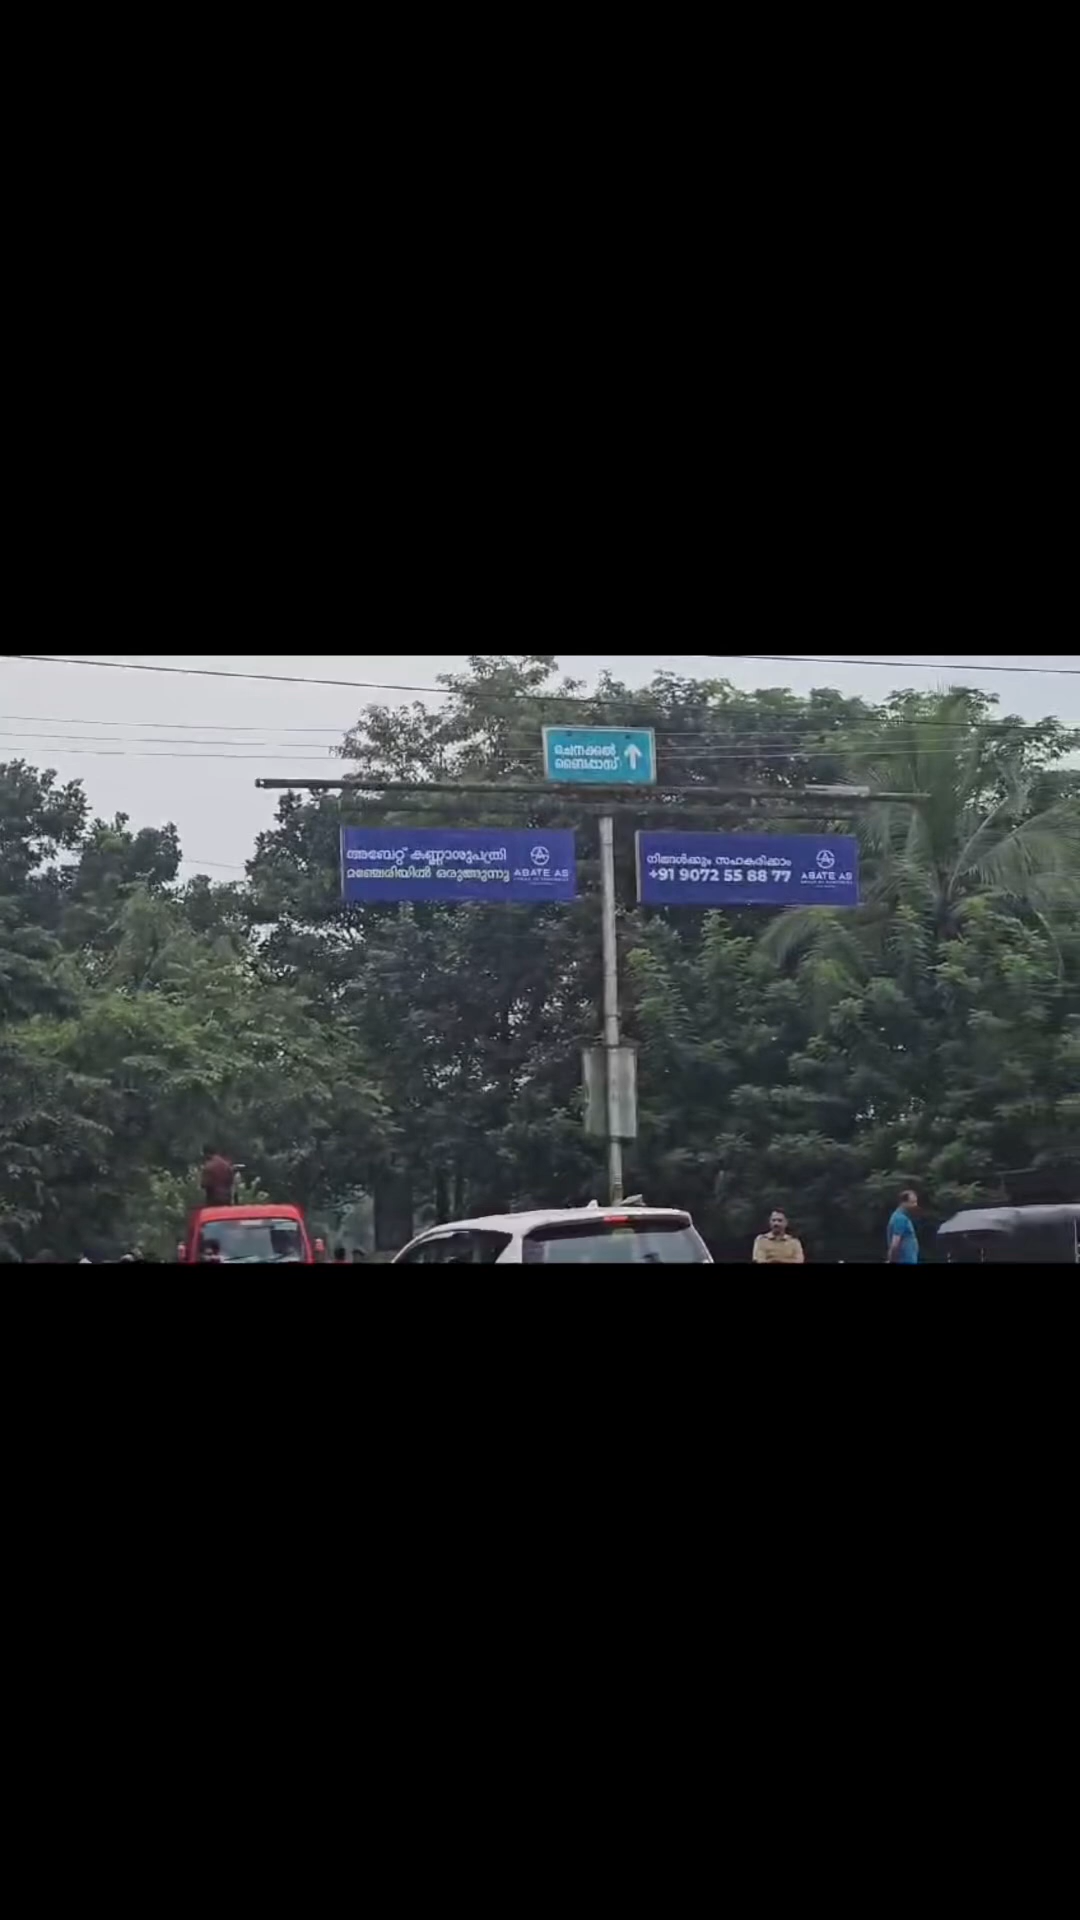 ചെനക്കൽ
ബൈപ്പാസ്
അബേറ്റ് കണ്ണാശുപത്രി
മഞ്ചേരിയിൽ ഒരുങ്ങുന്നു
ABATE AS
നിങ്ങൾക്കും സഹകരിക്കാം
+91 9072 55 88 77
ABATE AS